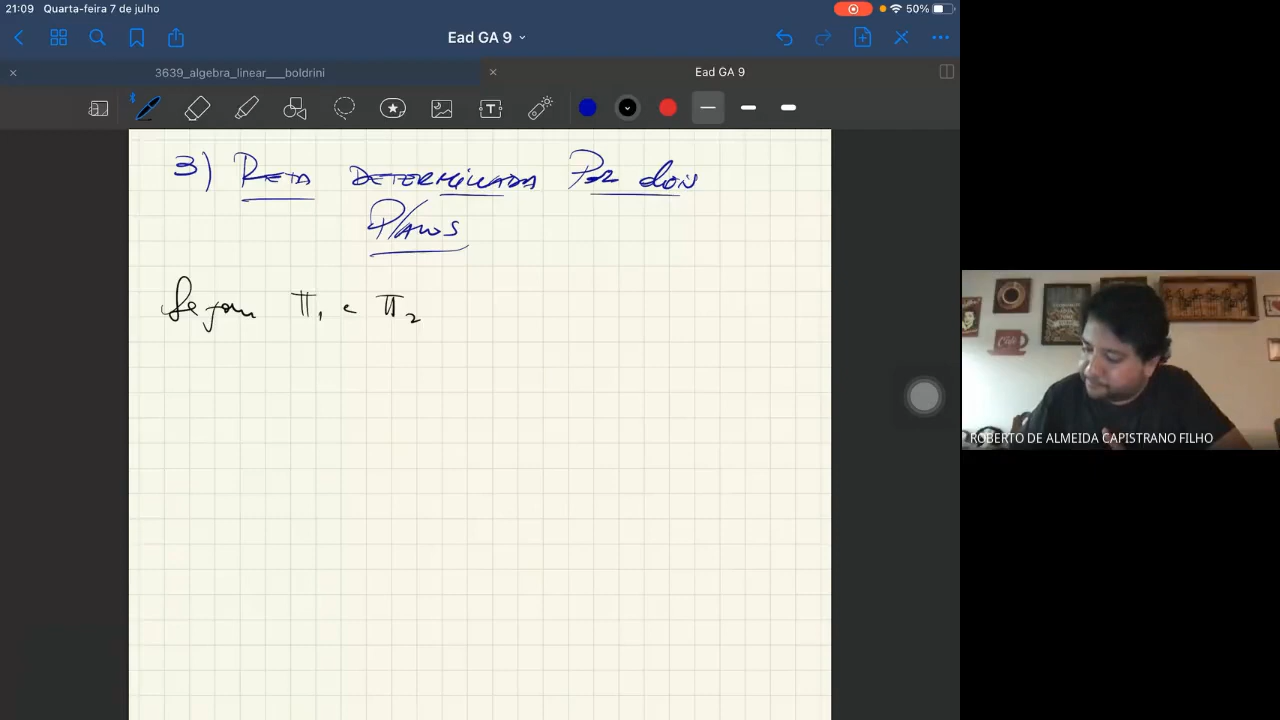 21:09 Quarta-feira 7 de julho
50%
Ead GA 9
3639_algebra_linear___boldrini
Ead GA 9
3) RETA DETERMINADA POR dois
PlANOS
Sejam π₁ e π₂
Café
ROBERTO DE ALMEIDA CAPISTRANO FILHO